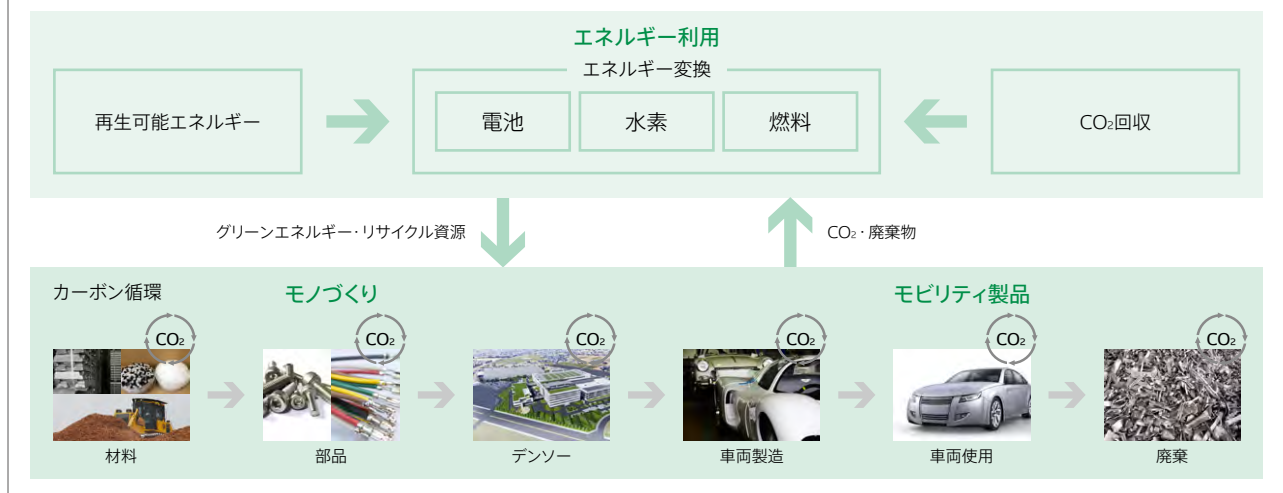 エネルギー利用
エネルギー変換
再生可能エネルギー
電池
水素
燃料
CO₂回収
グリーンエネルギー・リサイクル資源
CO₂・廃棄物
カーボン循環
モノづくり
モビリティ製品
CO₂
CO₂
CO₂
CO₂
CO₂
CO₂
材料
部品
デンソー
車両製造
車両使用
廃棄